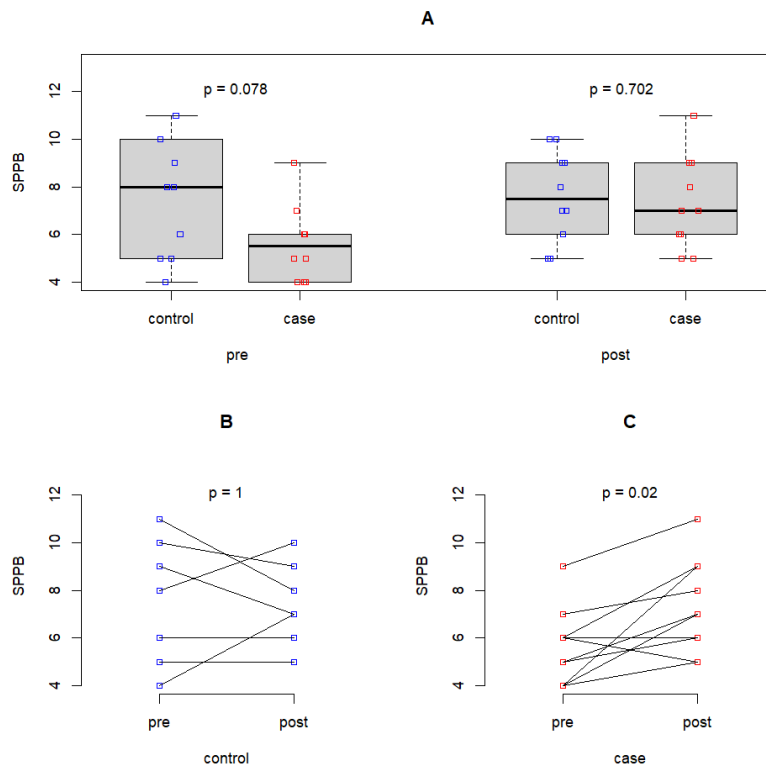 A
p = 0.078 p = 0.702
SPPB
12
10
8
6
4
control case control case
pre post
B
p = 1
SPPB
12
10
8
6
4
pre post
control
C
p = 0.02
SPPB
12
10
8
6
4
pre post
case